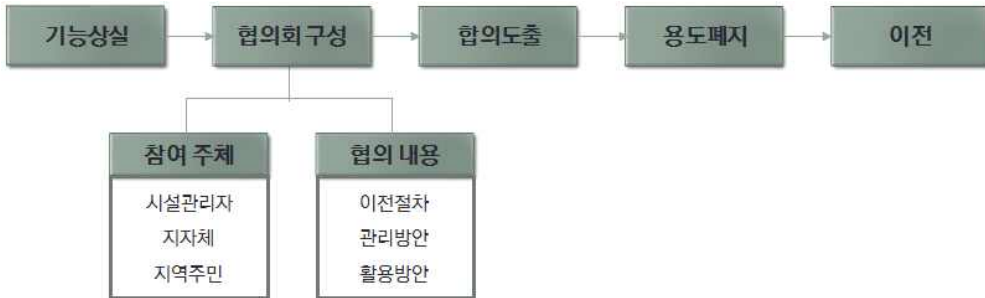 기능상실
협의회 구성
합의도출
용도폐지
이전
참여 주체
시설관리자
지자체
지역주민
협의 내용
이전절차
관리방안
활용방안